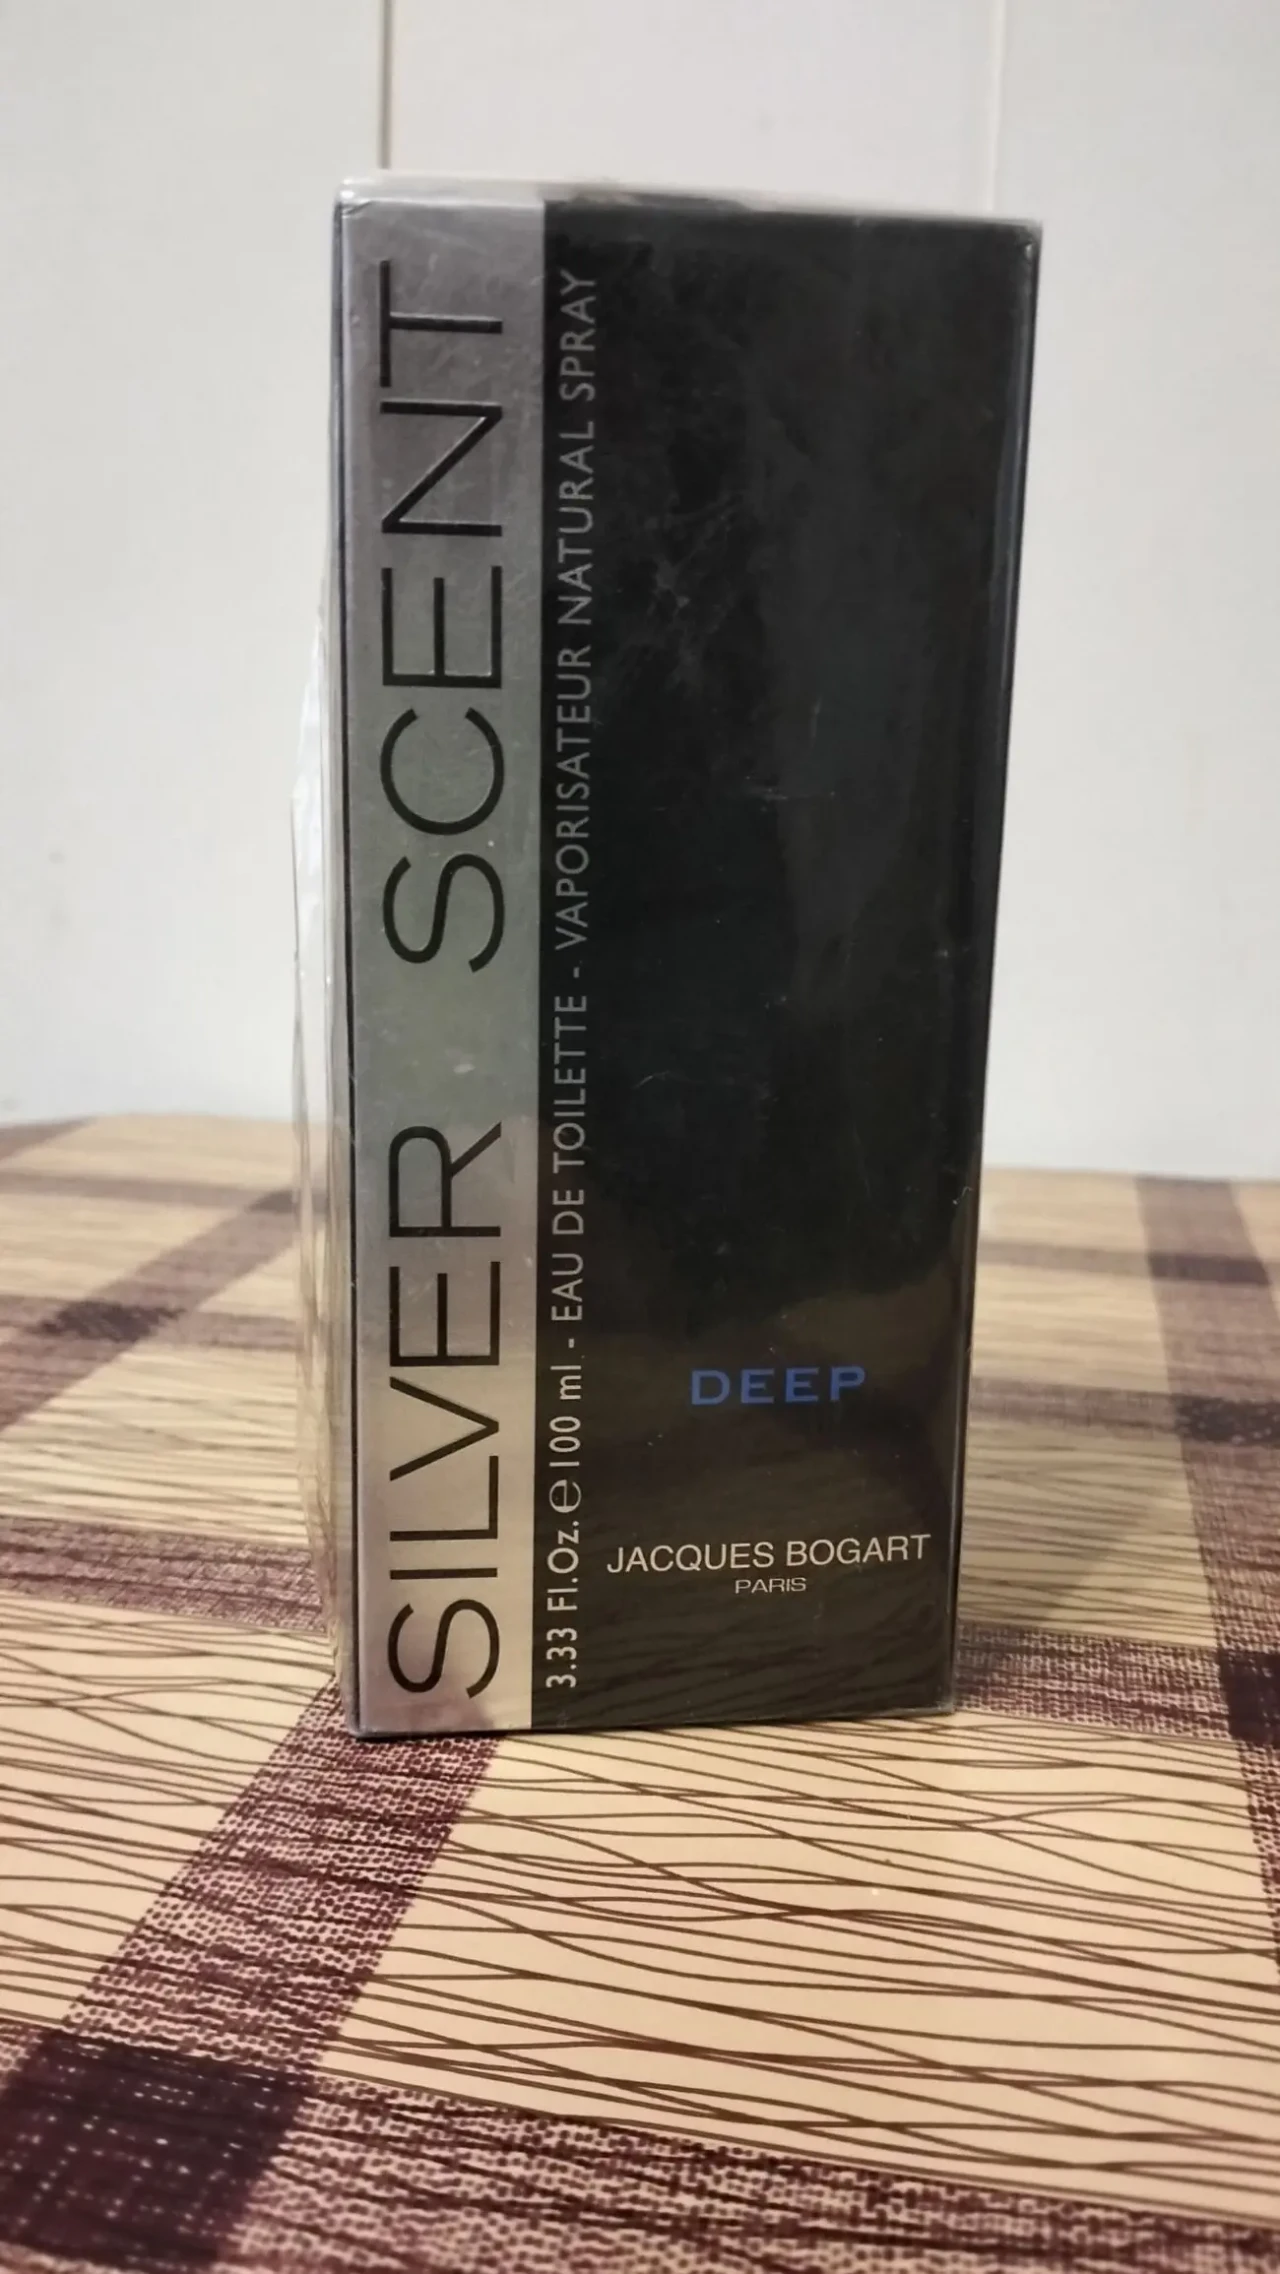 SILVER SCENT
3.33 Fl.Oz. ℮ 100 ml - EAU DE TOILETTE - VAPORISATEUR NATURAL SPRAY
DEEP
JACQUES BOGART
PARIS